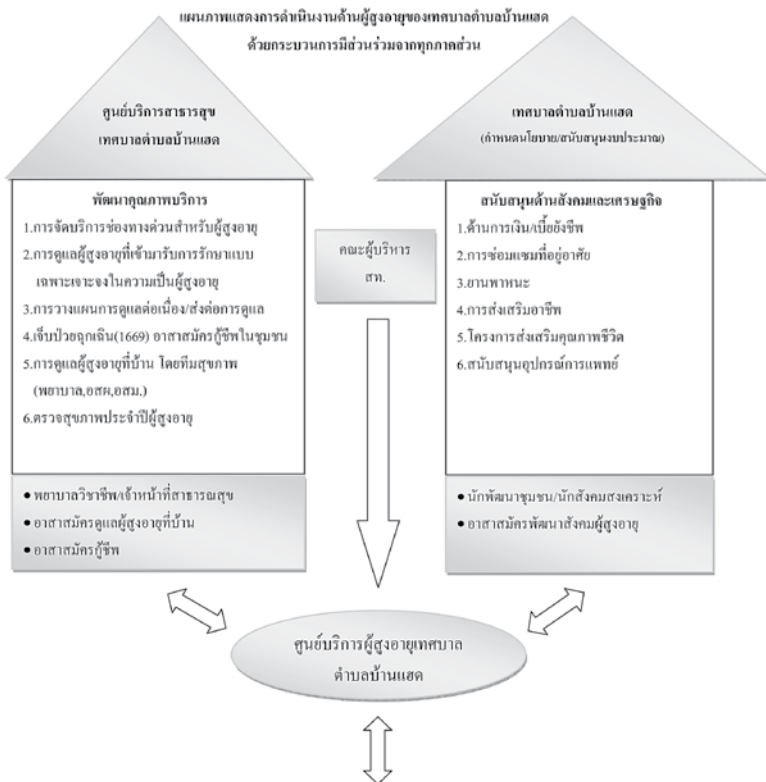 แผนภาพแสดงการดำเนินงานด้านผู้สูงอายุของเทศบาลตำบลบ้านแฮด
ด้วยกระบวนการมีส่วนร่วมจากทุกภาคส่วน
ศูนย์บริการสาธารสุข
เทศบาลตำบลบ้านแฮด
พัฒนาคุณภาพบริการ
1.การจัดบริการช่องทางด่วนสำหรับผู้สูงอายุ
2.การดูแลผู้สูงอายุที่เข้ามารับการรักษาแบบ
เฉพาะเจาะจงในความเป็นผู้สูงอายุ
3.การวางแผนการดูแลต่อเนื่อง/ส่งต่อการดูแล
4.เจ็บป่วยฉุกเฉิน(1669) อาสาสมัครกู้ชีพในชุมชน
5.การดูแลผู้สูงอายุที่บ้าน โดยทีมสุขภาพ
(พยาบาล,อสผ,อสม.)
6.ตรวจสุขภาพประจำปีผู้สูงอายุ
● พยาบาลวิชาชีพ/เจ้าหน้าที่สาธารณสุข
● อาสาสมัครดูแลผู้สูงอายุที่บ้าน
● อาสาสมัครกู้ชีพ
คณะผู้บริหาร
สท.
เทศบาลตำบลบ้านแฮด
(กำหนดนโยบาย/สนับสนุนงบประมาณ)
สนับสนุนด้านสังคมและเศรษฐกิจ
1.ด้านการเงิน/เบี้ยยังชีพ
2.การซ่อมแซมที่อยู่อาศัย
3.ยานพาหนะ
4.การส่งเสริมอาชีพ
5.โครงการส่งเสริมคุณภาพชีวิต
6.สนับสนุนอุปกรณ์การแพทย์
● นักพัฒนาชุมชน/นักสังคมสงเคราะห์
● อาสาสมัครพัฒนาสังคมผู้สูงอายุ
ศูนย์บริการผู้สูงอายุเทศบาล
ตำบลบ้านแฮด